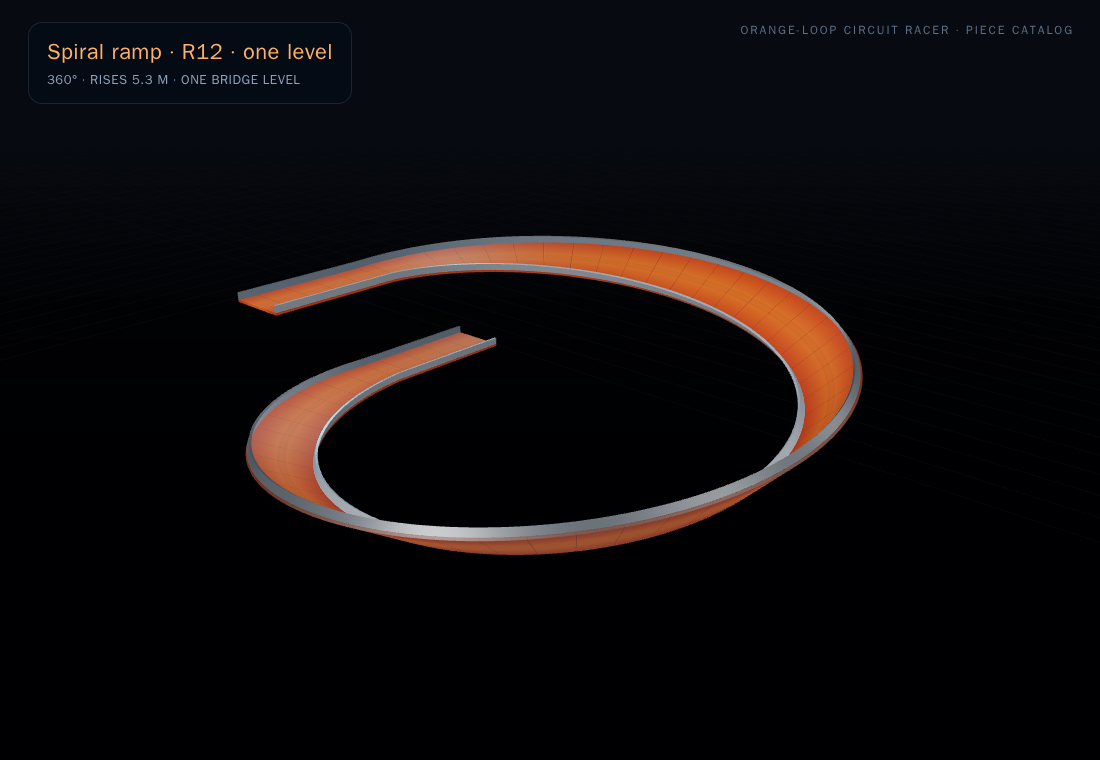 Spiral ramp · R12 · one level
360° · RISES 5.3 M · ONE BRIDGE LEVEL
ORANGE-LOOP CIRCUIT RACER · PIECE CATALOG